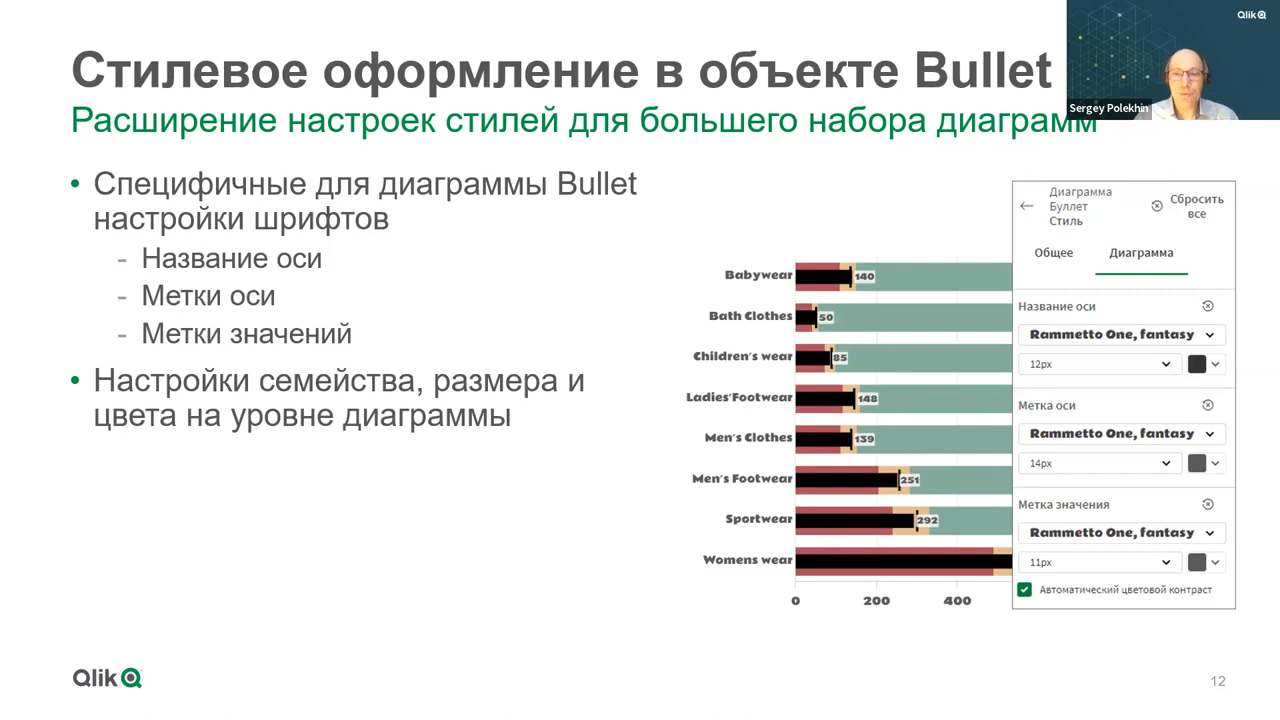 Стилевое оформление в объекте Bullet
Расширение настроек стилей для большего набора диаграмм
Qlik
Sergey Polekhin
• Специфичные для диаграммы Bullet
настройки шрифтов
- Название оси
- Метки оси
- Метки значений
• Настройки семейства, размера и
цвета на уровне диаграммы
Babywear 140
Bath Clothes 50
Children's wear 85
Ladies'Footwear 148
Men's Clothes 139
Men's Footwear 251
Sportwear 292
Womens wear
0 200 400
Диаграмма
Буллет
Стиль
Сбросить
все
Общее Диаграмма
Название оси
Rammetto One, fantasy
12px
Метка оси
Rammetto One, fantasy
14px
Метка значения
Rammetto One, fantasy
11px
Автоматический цветовой контраст
Qlik
12